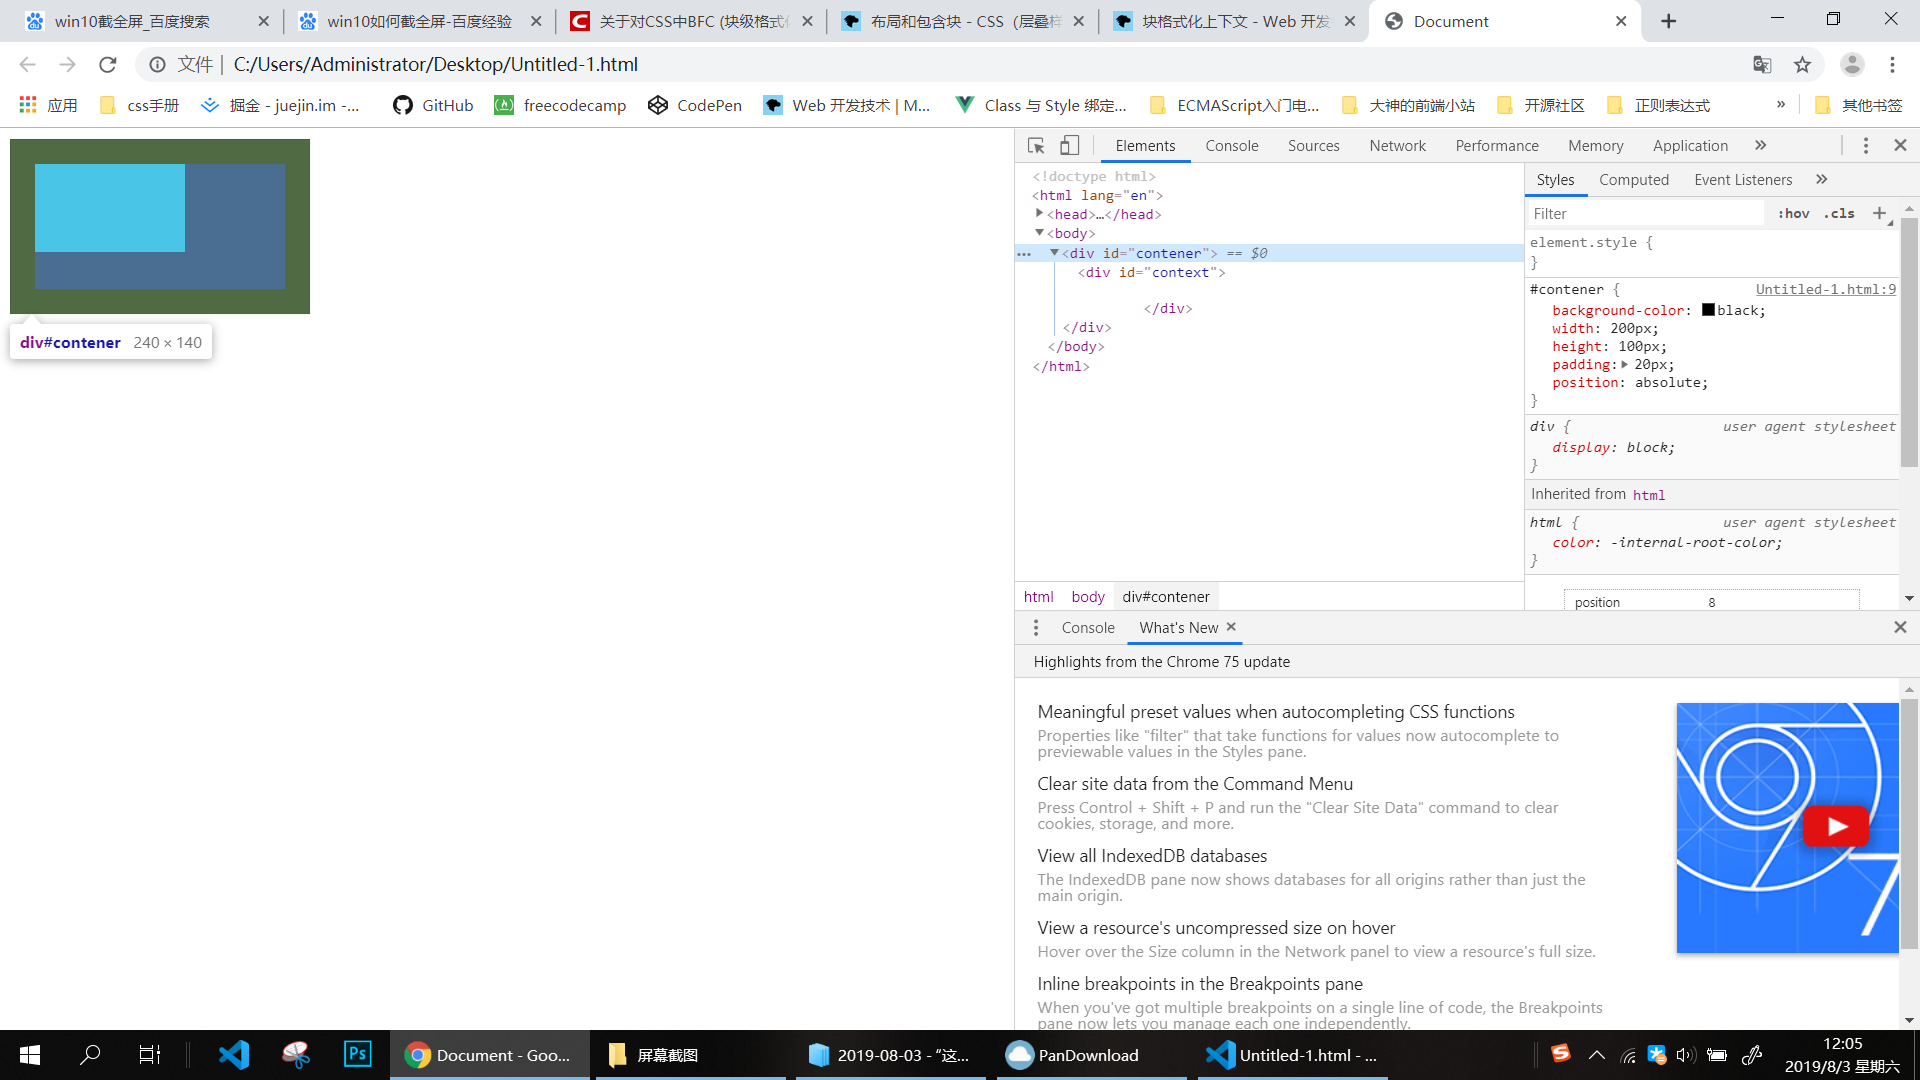 win10截全屏_百度搜索
win10如何截全屏-百度经验
关于对CSS中BFC (块级格式化
布局和包含块 - CSS（层叠样
块格式化上下文 - Web 开发
Document
文件 | C:/Users/Administrator/Desktop/Untitled-1.html
应用
css手册
掘金 - juejin.im -...
GitHub
freecodecamp
CodePen
Web 开发技术 | M...
Class 与 Style 绑定...
ECMAScript入门电...
大神的前端小站
开源社区
正则表达式
»
其他书签
div#contener 240 × 140
Elements Console Sources Network Performance Memory Application »
<!doctype html>
<html lang="en">
<head>…</head>
<body>
<div id="contener"> == $0
<div id="context">
</div>
</div>
</body>
</html>
html body div#contener
Styles Computed Event Listeners »
Filter :hov .cls +
element.style {
}
#contener { Untitled-1.html:9
background-color: black;
width: 200px;
height: 100px;
padding: 20px;
position: absolute;
}
div { user agent stylesheet
display: block;
}
Inherited from html
html { user agent stylesheet
color: -internal-root-color;
}
position 8
Console What's New
Highlights from the Chrome 75 update
Meaningful preset values when autocompleting CSS functions
Properties like "filter" that take functions for values now autocomplete to
previewable values in the Styles pane.
Clear site data from the Command Menu
Press Control + Shift + P and run the "Clear Site Data" command to clear
cookies, storage, and more.
View all IndexedDB databases
The IndexedDB pane now shows databases for all origins rather than just the
main origin.
View a resource's uncompressed size on hover
Hover over the Size column in the Network panel to view a resource's full size.
Inline breakpoints in the Breakpoints pane
When you've got multiple breakpoints on a single line of code, the Breakpoints
pane now lets you manage each one independently.
Ps
Document - Goo...
屏幕截图
2019-08-03 - “这...
PanDownload
Untitled-1.html - ...
12:05
2019/8/3 星期六